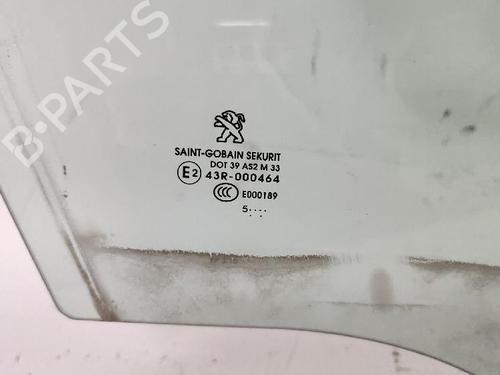 B-PARTS
SAINT-GOBAIN SEKURIT
DOT 39 AS2 M 33
E2 43R-000464
CCC E000189
5....